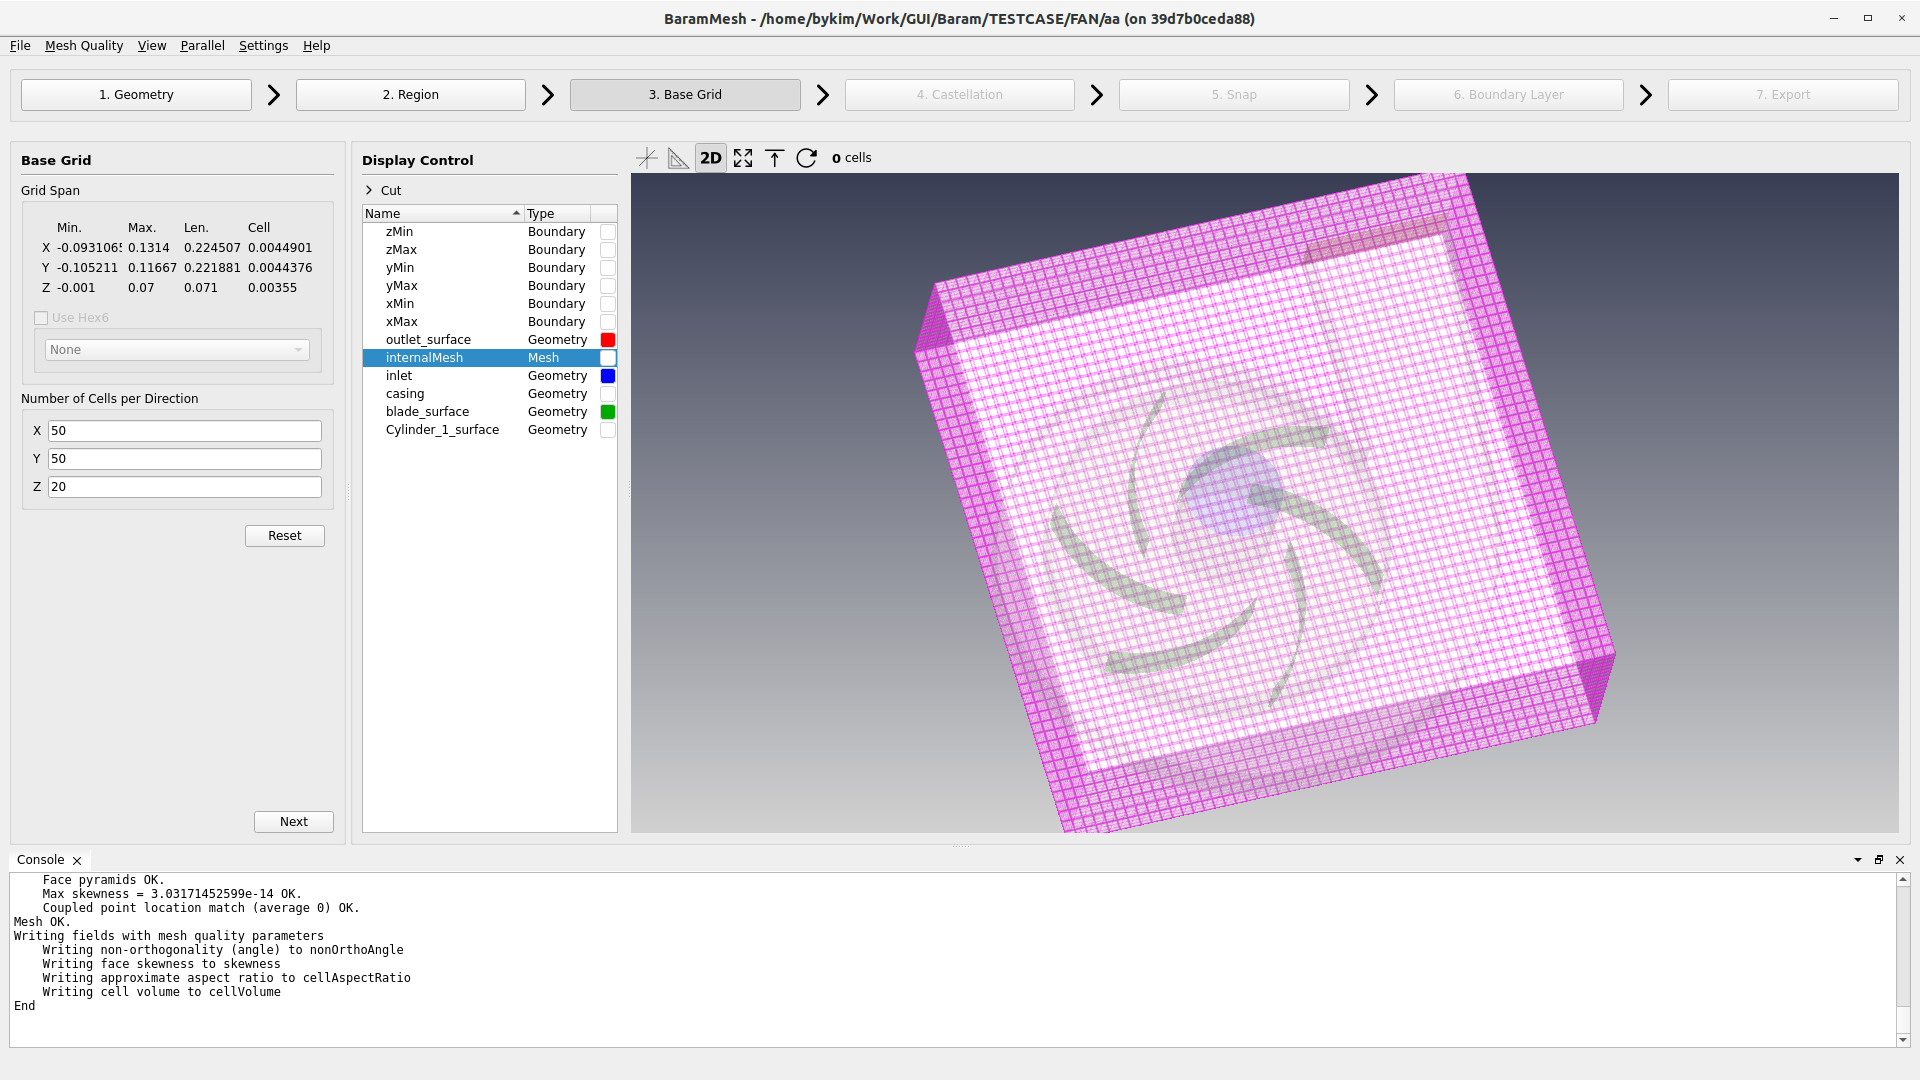 BaramMesh - /home/bykim/Work/GUI/Baram/TESTCASE/FAN/aa (on 39d7b0ceda88)
File Mesh Quality View Parallel Settings Help
1. Geometry 2. Region 3. Base Grid 4. Castellation 5. Snap 6. Boundary Layer 7. Export
Base Grid
Grid Span
Min. Max. Len. Cell
X -0.093106 0.1314 0.224507 0.0044901
Y -0.105211 0.11667 0.221881 0.0044376
Z -0.001 0.07 0.071 0.00355
Use Hex6
None
Number of Cells per Direction
X 50
Y 50
Z 20
Reset
Next
Display Control
Cut
Name Type
zMin Boundary
zMax Boundary
yMin Boundary
yMax Boundary
xMin Boundary
xMax Boundary
outlet_surface Geometry
internalMesh Mesh
inlet Geometry
casing Geometry
blade_surface Geometry
Cylinder_1_surface Geometry
2D 0 cells
Console
Face pyramids OK.
Max skewness = 3.03171452599e-14 OK.
Coupled point location match (average 0) OK.
Mesh OK.
Writing fields with mesh quality parameters
Writing non-orthogonality (angle) to nonOrthoAngle
Writing face skewness to skewness
Writing approximate aspect ratio to cellAspectRatio
Writing cell volume to cellVolume
End